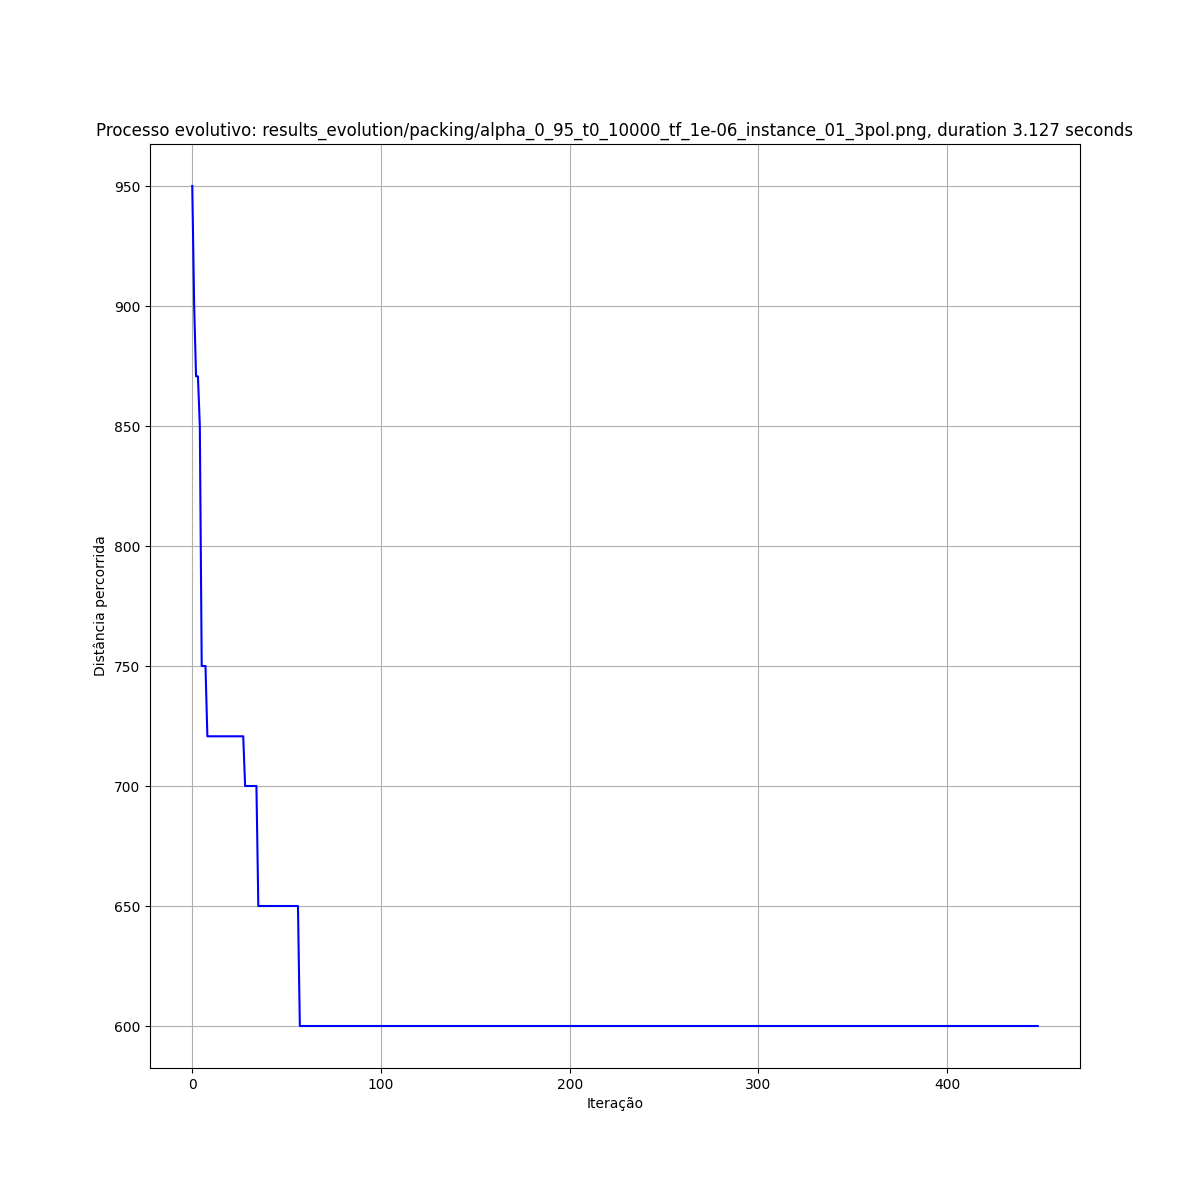 Processo evolutivo: results_evolution/packing/alpha_0_95_t0_10000_tf_1e-06_instance_01_3pol.png, duration 3.127 seconds
950
900
850
800
750
700
650
600
Distância percorrida
0 100 200 300 400
Iteração